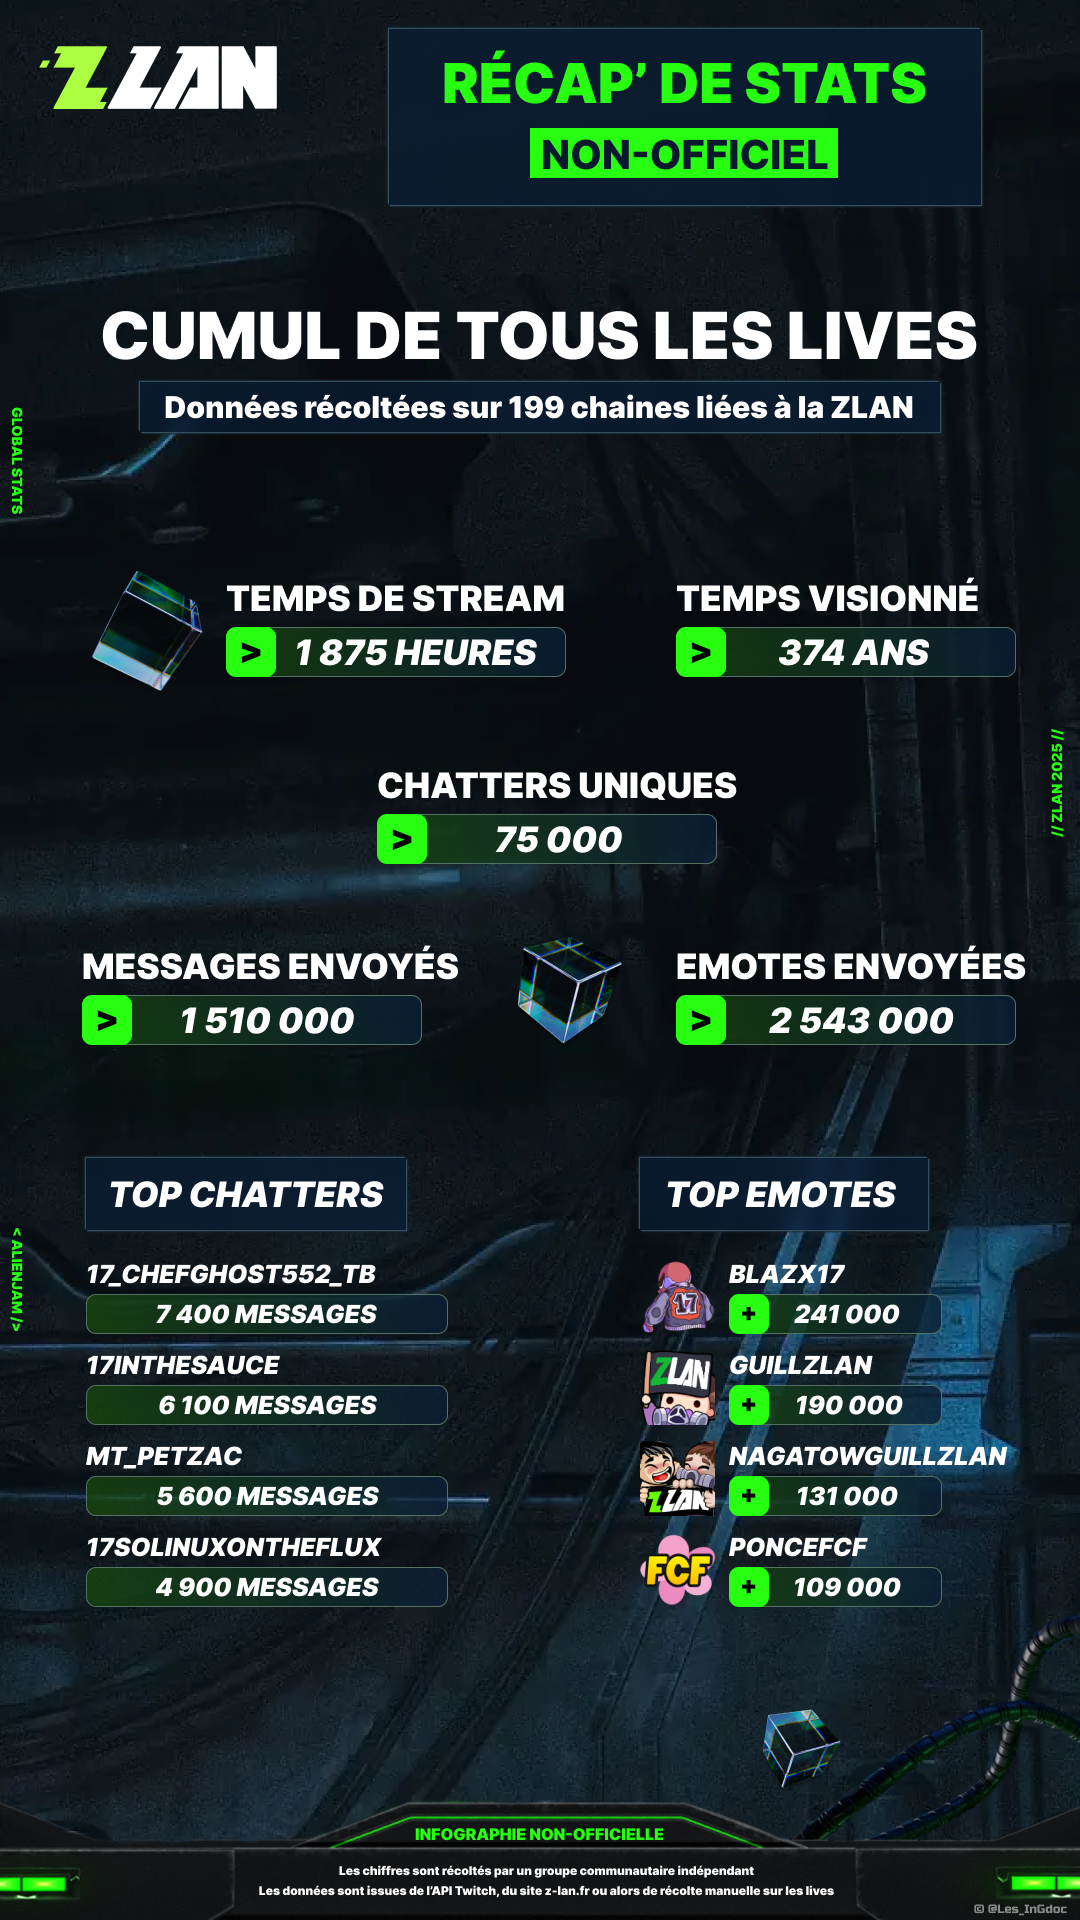 ZLAN
RÉCAP’ DE STATS
NON-OFFICIEL
CUMUL DE TOUS LES LIVES
Données récoltées sur 199 chaines liées à la ZLAN
GLOBAL STATS
TEMPS DE STREAM
> 1 875 HEURES
TEMPS VISIONNÉ
> 374 ANS
// ZLAN 2025 //
CHATTERS UNIQUES
> 75 000
MESSAGES ENVOYÉS
> 1 510 000
EMOTES ENVOYÉES
> 2 543 000
< ALIENJAM />
TOP CHATTERS
17_CHEFGHOST552_TB
7 400 MESSAGES
17INTHESAUCE
6 100 MESSAGES
MT_PETZAC
5 600 MESSAGES
17SOLINUXONTHEFLUX
4 900 MESSAGES
TOP EMOTES
17
BLAZX17
+ 241 000
ZLAN
GUILLZLAN
+ 190 000
ZLAN
NAGATOWGUILLZLAN
+ 131 000
FCF
PONCEFCF
+ 109 000
INFOGRAPHIE NON-OFFICIELLE
Les chiffres sont récoltés par un groupe communautaire indépendant
Les données sont issues de l’API Twitch, du site z-lan.fr ou alors de récolte manuelle sur les lives
© @Les_InGdoc